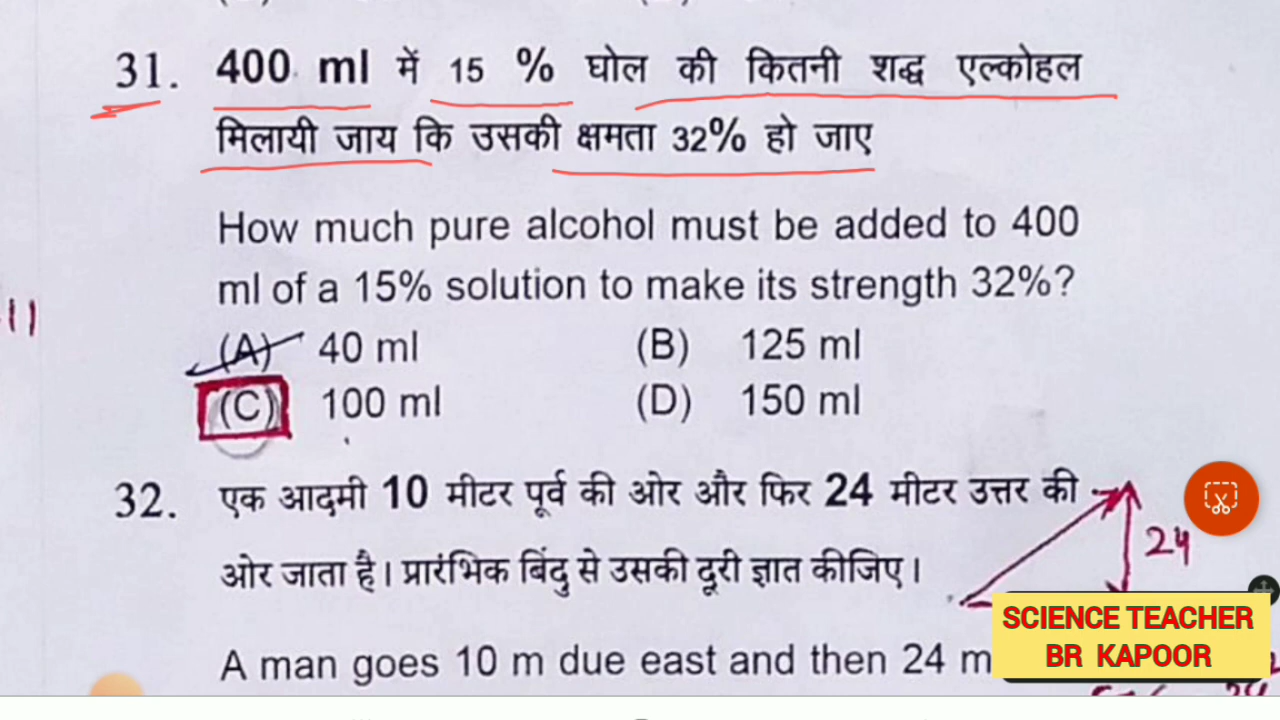 31. 400 ml में 15 % घोल की कितनी शद्ध एल्कोहल
मिलायी जाय कि उसकी क्षमता 32% हो जाए
How much pure alcohol must be added to 400
ml of a 15% solution to make its strength 32%?
(A) 40 ml (B) 125 ml
(C) 100 ml (D) 150 ml
32. एक आदमी 10 मीटर पूर्व की ओर और फिर 24 मीटर उत्तर की
ओर जाता है। प्रारंभिक बिंदु से उसकी दूरी ज्ञात कीजिए।
24
A man goes 10 m due east and then 24 m
SCIENCE TEACHER
BR KAPOOR